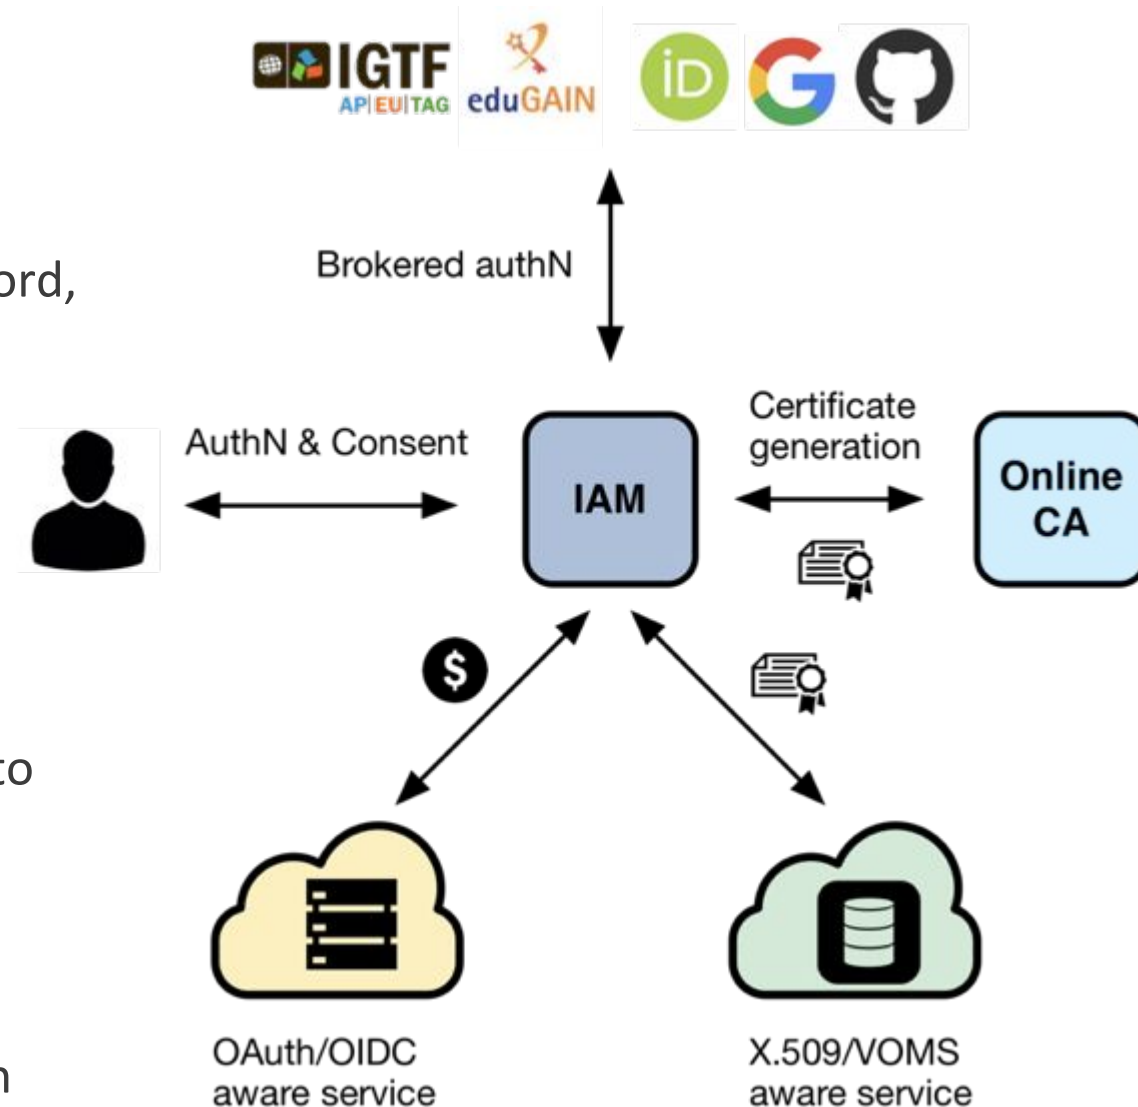 IGTF
AP|EU|TAG
eduGAIN
iD
G
Brokered authN
ord,
AuthN & Consent
IAM
Certificate
generation
Online
CA
$
to
OAuth/OIDC
aware service
X.509/VOMS
aware service
n